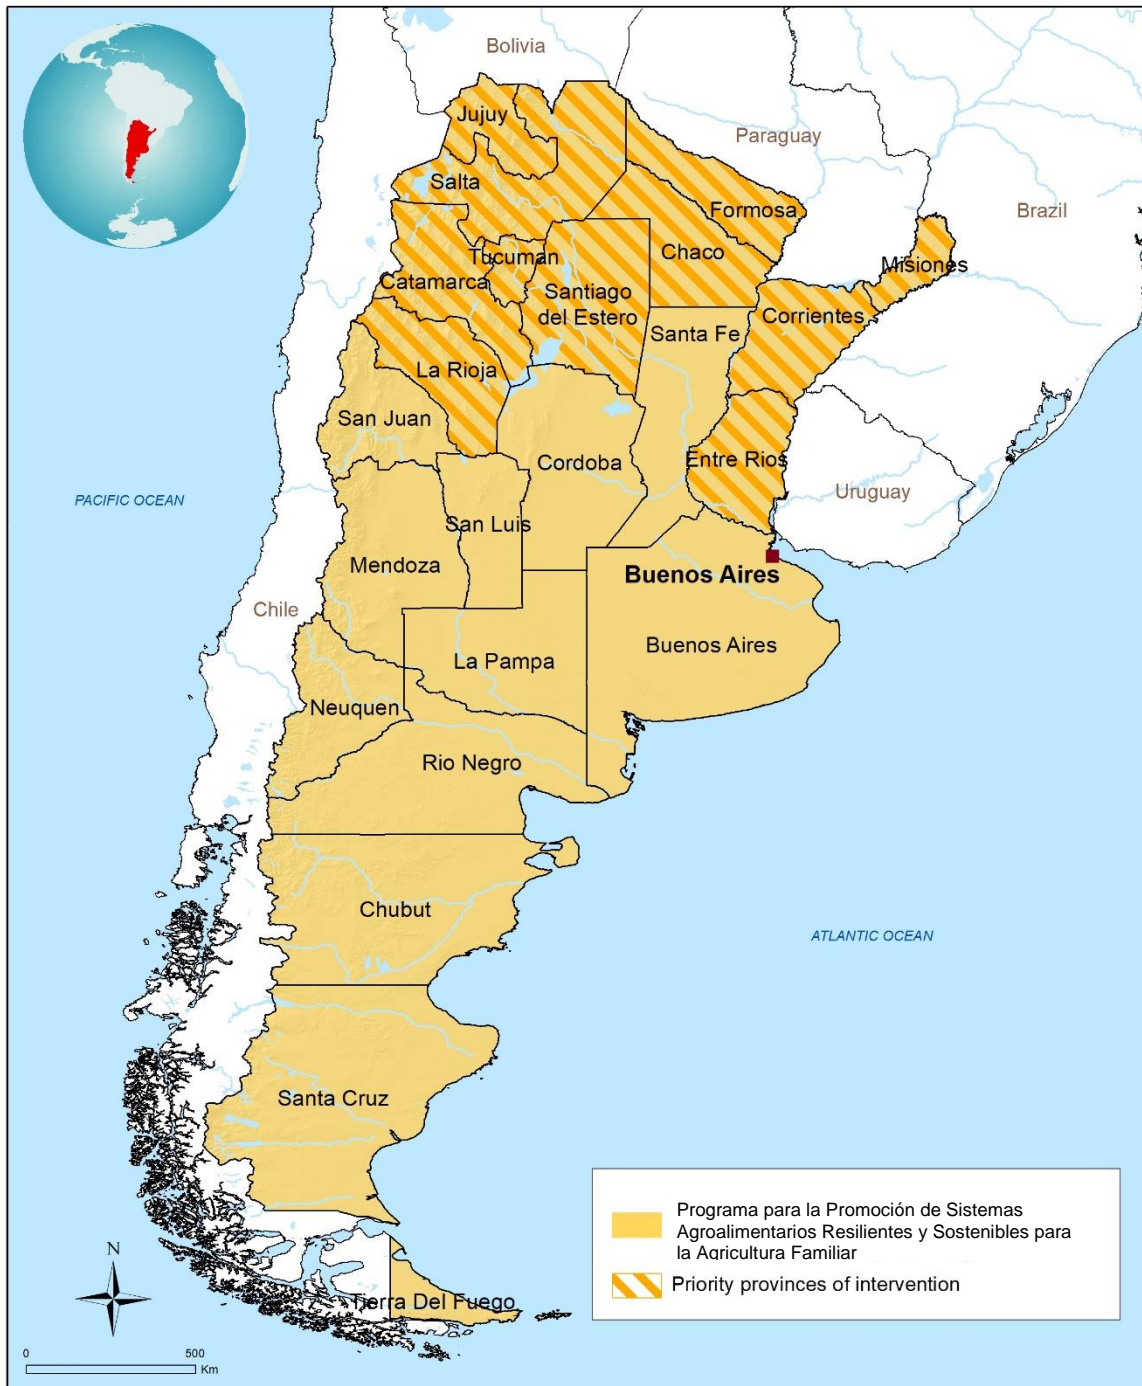 Bolivia
Jujuy
Paraguay
Salta
Formosa
Brazil
Chaco
Tucuman
Misiones
Catamarca
Santiago
del Estero
Corrientes
Santa Fe
La Rioja
San Juan
Cordoba
Entre Rios
PACIFIC OCEAN
Uruguay
San Luis
Mendoza
Buenos Aires
Chile
Buenos Aires
La Pampa
Neuquen
Rio Negro
Chubut
ATLANTIC OCEAN
Santa Cruz
Tierra Del Fuego
Programa para la Promoción de Sistemas
Agroalimentarios Resilientes y Sostenibles para
la Agricultura Familiar
Priority provinces of intervention
N
0 500
Km